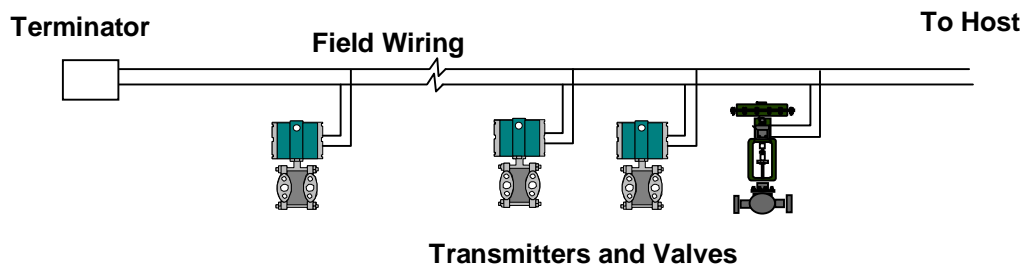 Terminator
Field Wiring
To Host
Transmitters and Valves